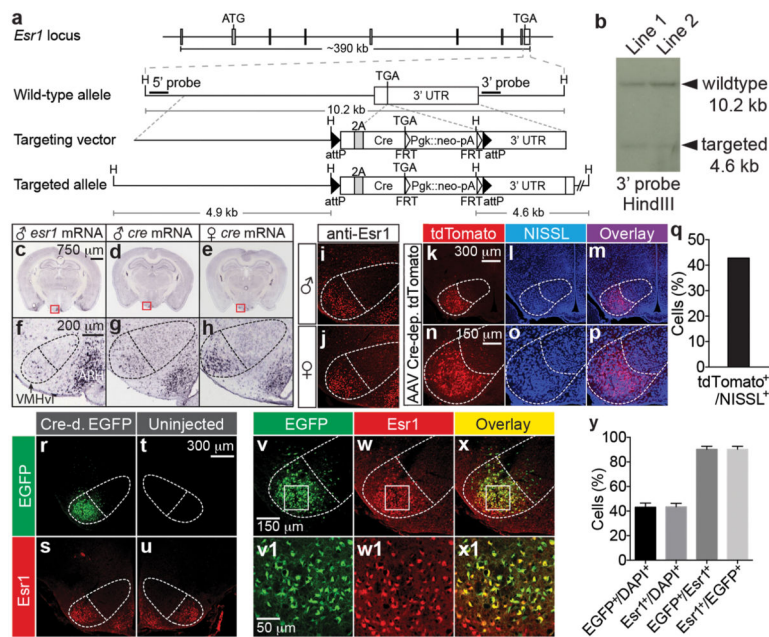 a
ATG
TGA
Esr1 locus
~390 kb
b
Line 1
Line 2
wildtype
10.2 kb
targeted
4.6 kb
3' probe
HindIII
H
5' probe
TGA
3' probe
H
Wild-type allele
3' UTR
10.2 kb
TGA
H
2A
Targeting vector
Cre
Pgk::neo-pA
3' UTR
attP
FRT
FRT
attP
TGA
H
H
2A
H
Targeted allele
Cre
Pgk::neo-pA
3' UTR
attP
FRT
FRT
attP
4.9 kb
4.6 kb
♂ esr1 mRNA
♂ cre mRNA
♀ cre mRNA
c
750 µm
d
e
f
200 µm
g
h
VMHvl
anti-Esr1
♂
i
♀
j
AAV Cre-dep. tdTomato
tdTomato
NISSL
Overlay
k
300 µm
l
m
n
150 µm
o
p
q
Cells (%)
50
40
30
20
10
0
tdTomato+
/NISSL+
Cre-d. EGFP
Uninjected
EGFP
r
t
300 µm
Esr1
s
u
EGFP
Esr1
Overlay
v
w
x
150 µm
v1
w1
x1
50 µm
y
Cells (%)
100
80
60
40
20
0
EGFP+/DAPI+
Esr1+/DAPI+
EGFP+/Esr1+
Esr1+/EGFP+